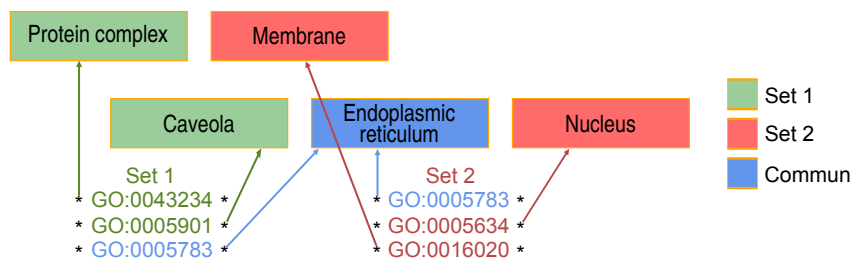 Protein complex
Membrane
Caveola
Endoplasmic
reticulum
Nucleus
Set 1
Set 2
Commun
Set 1
* GO:0043234 *
* GO:0005901 *
* GO:0005783 *
Set 2
* GO:0005783 *
* GO:0005634 *
* GO:0016020 *